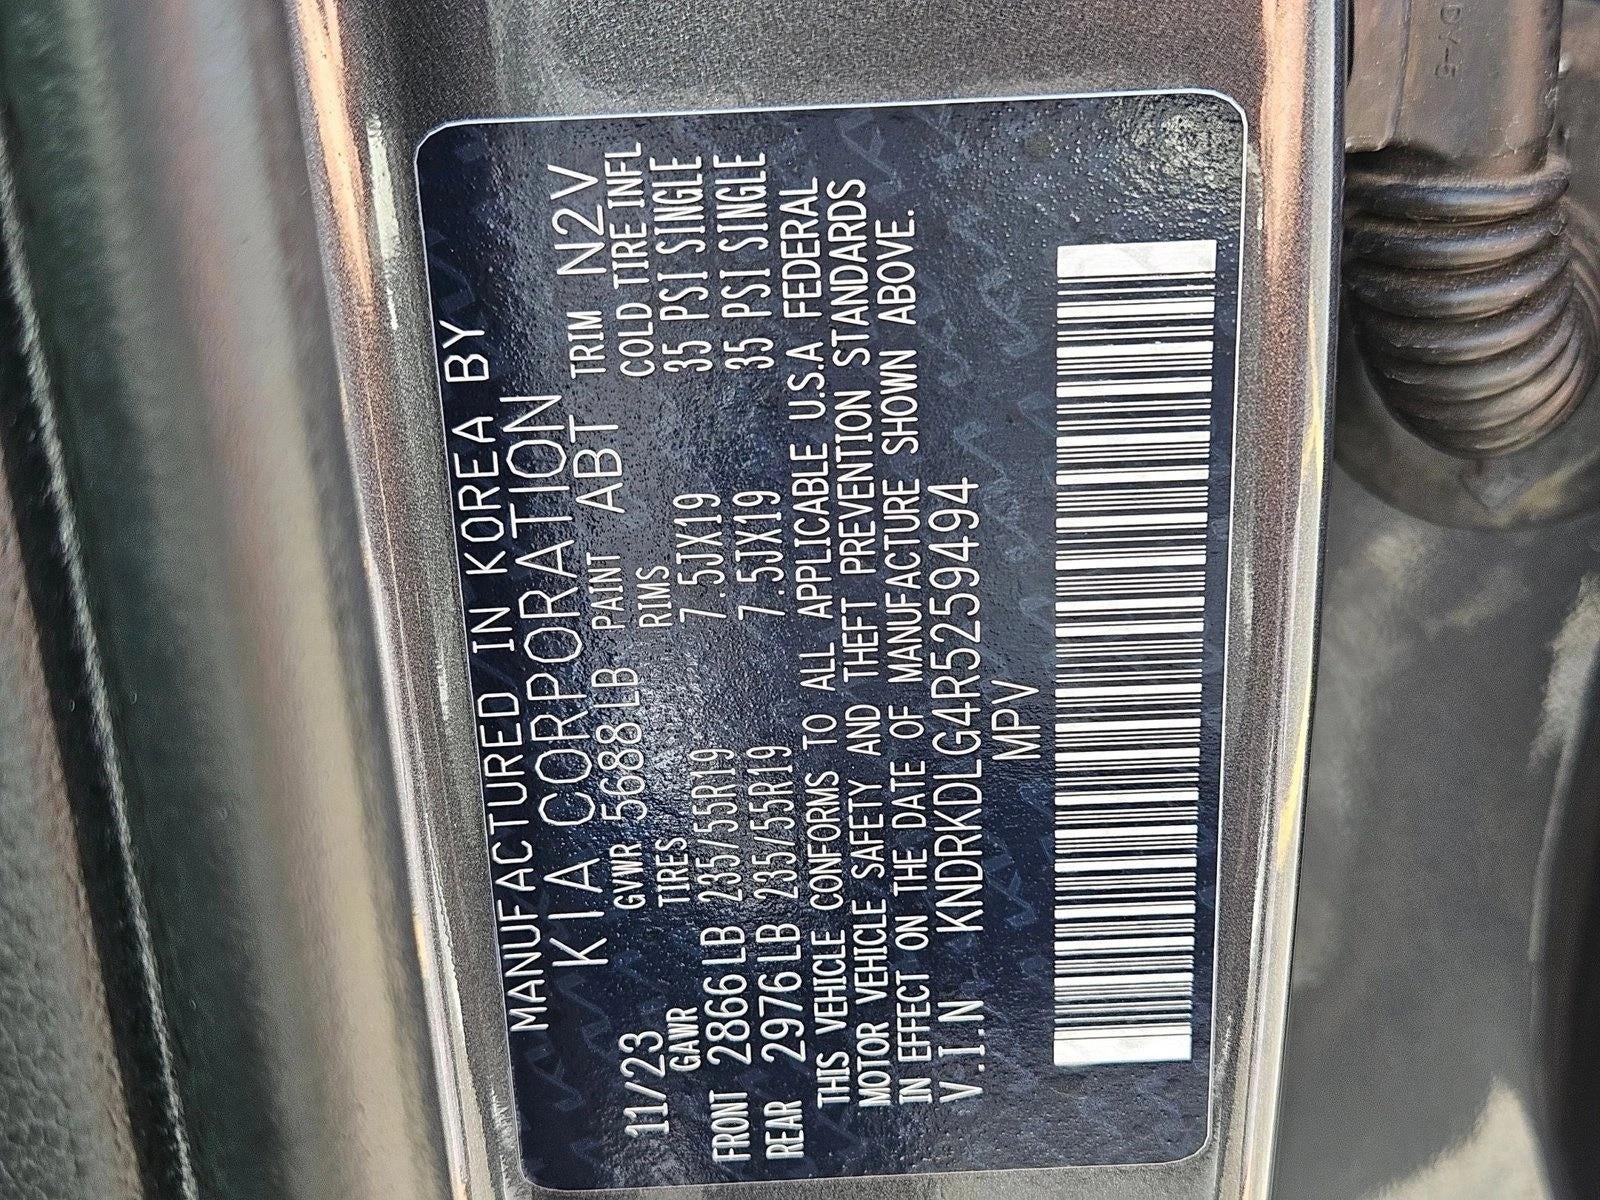 MANUFACTURED IN KOREA BY
KIA CORPORATION
11/23 GVWR 5688 LB PAINT ABT TRIM N2V
GAWR TIRES RIMS COLD TIRE INFL
FRONT 2866 LB 235/55R19 7.5JX19 35 PSI SINGLE
REAR 2976 LB 235/55R19 7.5JX19 35 PSI SINGLE
THIS VEHICLE CONFORMS TO ALL APPLICABLE U.S.A FEDERAL
MOTOR VEHICLE SAFETY AND THEFT PREVENTION STANDARDS
IN EFFECT ON THE DATE OF MANUFACTURE SHOWN ABOVE.
V.I.N KNDRKDLG4R5259494
MPV
DY-5